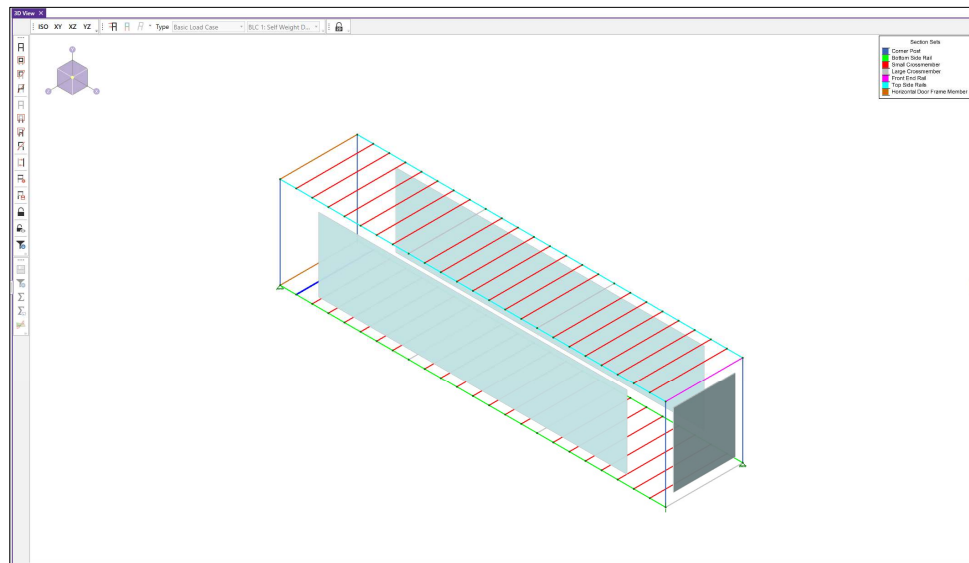 3D View ×
ISO XY XZ YZ Type Basic Load Case BLC 1: Self Weight D...
Section Sets
Corner Post
Bottom Side Rail
Small Crossmember
Large Crossmember
Front End Rail
Top Side Rails
Horizontal Door Frame Member